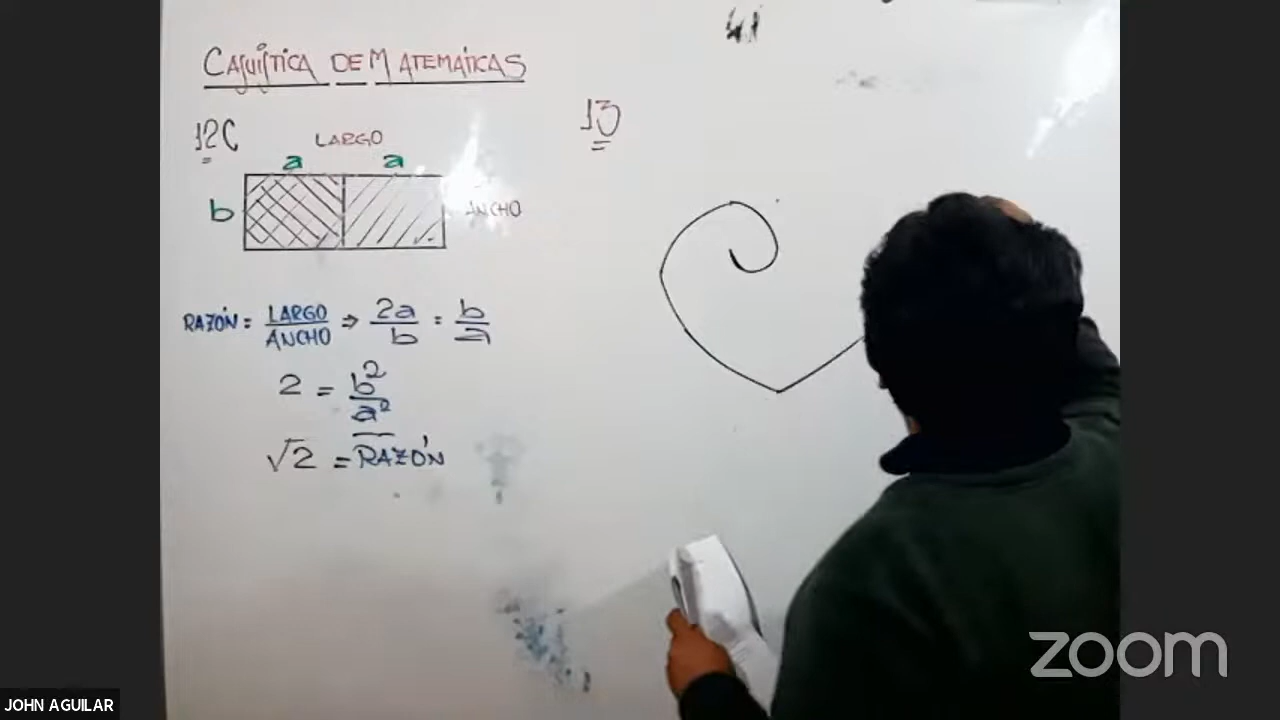 CASUÍSTICA DE MATEMÁTICAS
12C
LARGO
a a
b
ANCHO
RAZÓN = LARGO/ANCHO ⇒ 2a/b = b/a
2 = b²/a²
√2 = RAZÓN
13
JOHN AGUILAR
zoom